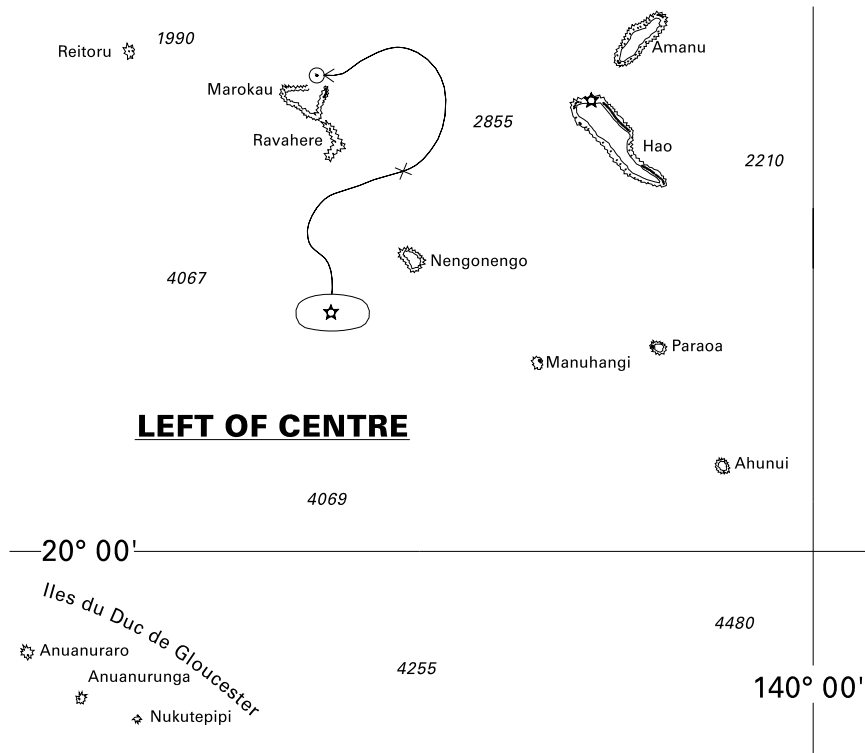 1990
Reitoru
Amanu
Marokau
2855
Ravahere
Hao
2210
Nengonengo
4067
Paraoa
Manuhangi
LEFT OF CENTRE
Ahunui
4069
20° 00'
Iles du Duc de Gloucester
4480
Anuanuraro
4255
Anuanurunga
140° 00'
Nukutepipi